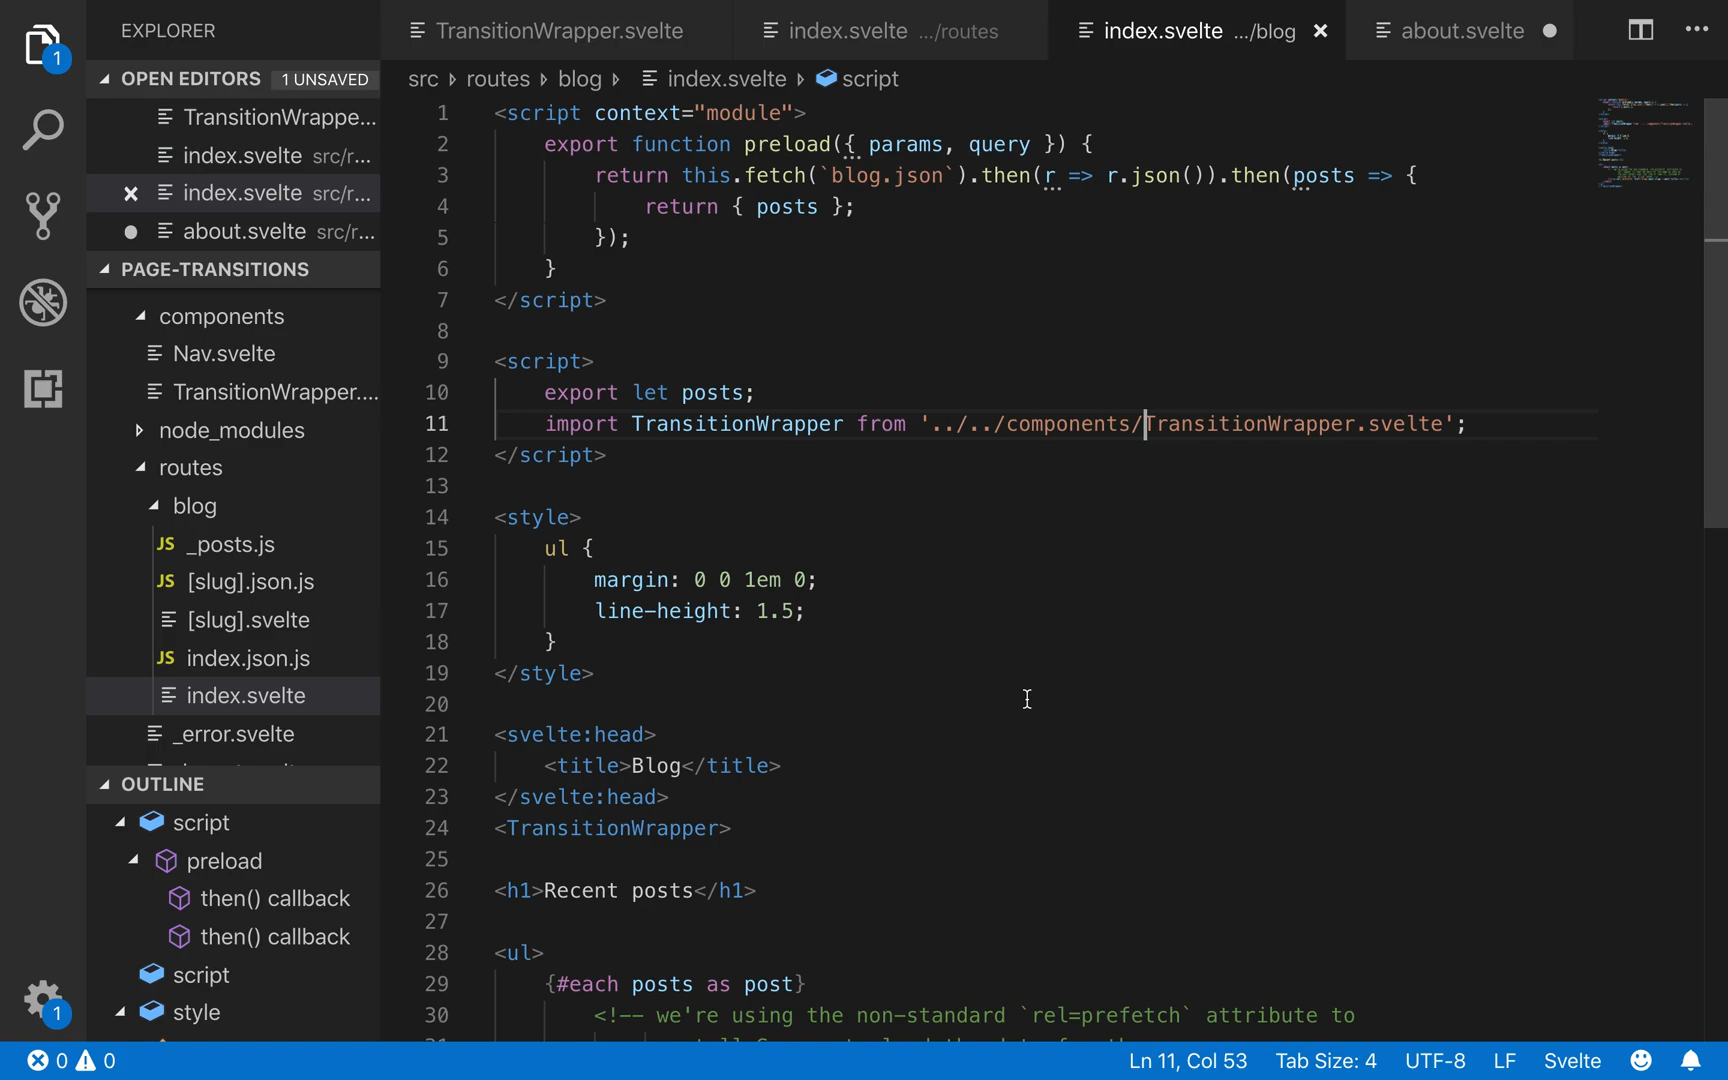 EXPLORER
OPEN EDITORS 1 UNSAVED
TransitionWrappe...
index.svelte src/r...
index.svelte src/r...
about.svelte src/r...
PAGE-TRANSITIONS
components
Nav.svelte
TransitionWrapper....
node_modules
routes
blog
JS _posts.js
JS [slug].json.js
[slug].svelte
JS index.json.js
index.svelte
_error.svelte
OUTLINE
script
preload
then() callback
then() callback
script
style
1
1
TransitionWrapper.svelte
index.svelte .../routes
index.svelte .../blog
about.svelte
src routes blog index.svelte script
1 <script context="module">
2 export function preload({ params, query }) {
3 return this.fetch(`blog.json`).then(r => r.json()).then(posts => {
4 return { posts };
5 });
6 }
7 </script>
8
9 <script>
10 export let posts;
11 import TransitionWrapper from '../../components/TransitionWrapper.svelte';
12 </script>
13
14 <style>
15 ul {
16 margin: 0 0 1em 0;
17 line-height: 1.5;
18 }
19 </style>
20
21 <svelte:head>
22 <title>Blog</title>
23 </svelte:head>
24 <TransitionWrapper>
25
26 <h1>Recent posts</h1>
27
28 <ul>
29 {#each posts as post}
30 <!-- we're using the non-standard `rel=prefetch` attribute to
0 0
Ln 11, Col 53 Tab Size: 4 UTF-8 LF Svelte